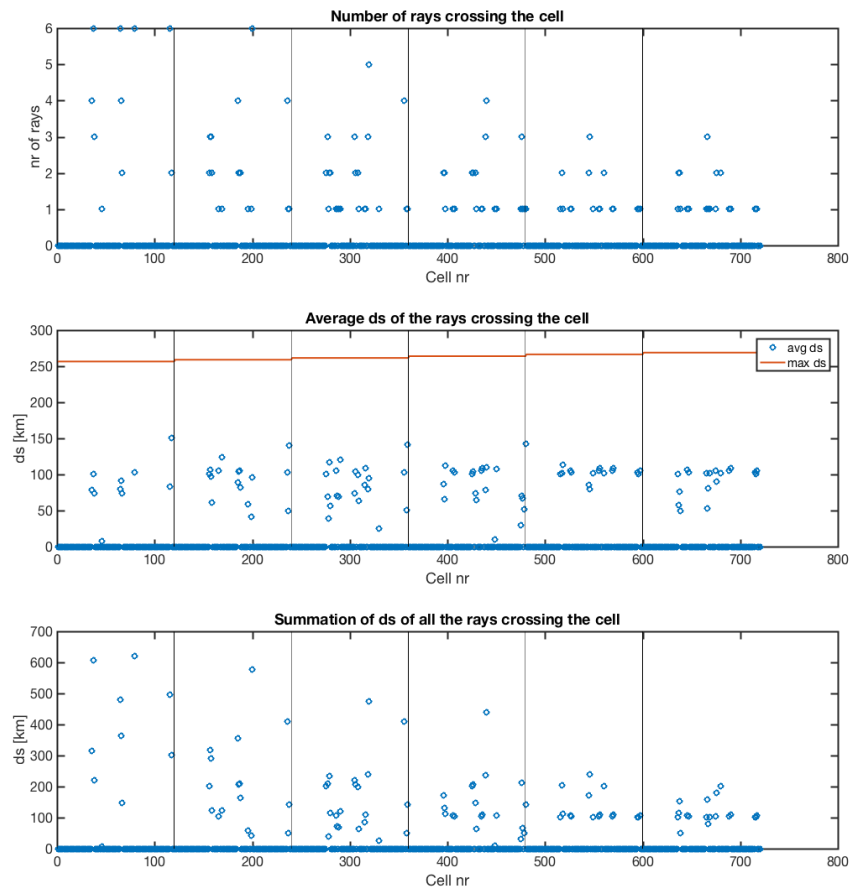 Number of rays crossing the cell
nr of rays
6
5
4
3
2
1
0
0 100 200 300 400 500 600 700 800
Cell nr
Average ds of the rays crossing the cell
ds [km]
300
250
200
150
100
50
0
avg ds
max ds
0 100 200 300 400 500 600 700 800
Cell nr
Summation of ds of all the rays crossing the cell
ds [km]
700
600
500
400
300
200
100
0
0 100 200 300 400 500 600 700 800
Cell nr